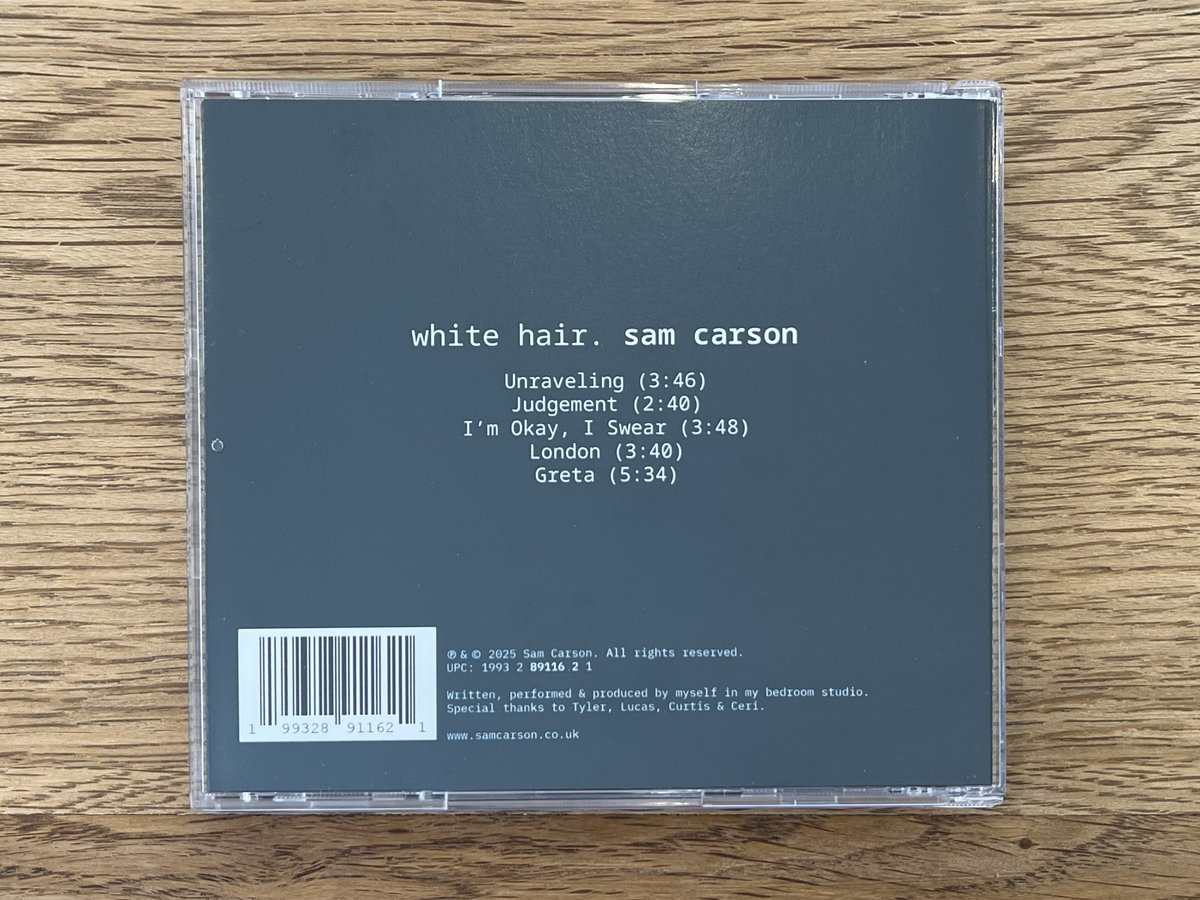 white hair. sam carson
Unraveling (3:46)
Judgement (2:40)
I’m Okay, I Swear (3:48)
London (3:40)
Greta (5:34)
℗ & © 2025 Sam Carson. All rights reserved.
UPC: 1993 2 89116 2 1
Written, performed & produced by myself in my bedroom studio.
Special thanks to Tyler, Lucas, Curtis & Ceri.
www.samcarson.co.uk
1 99328 91162 1